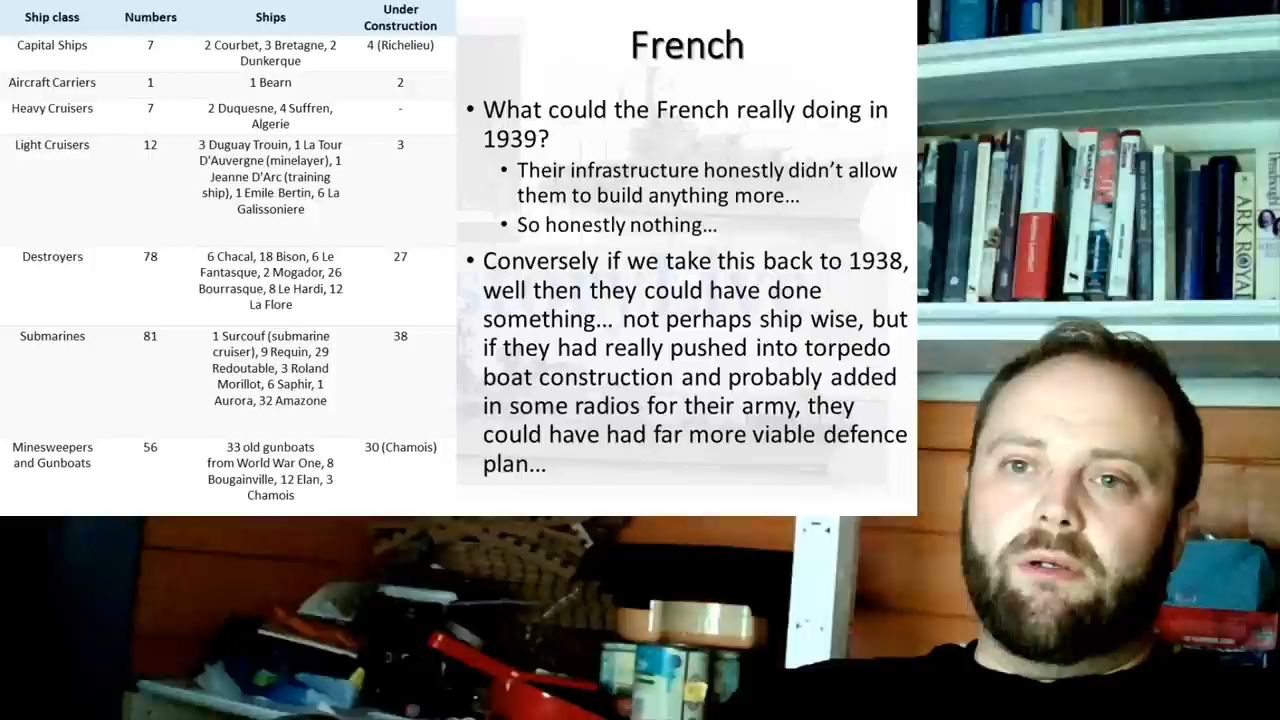 Ship class Numbers Ships Under
Construction
Capital Ships 7 2 Courbet, 3 Bretagne, 2 4 (Richelieu)
Dunkerque
Aircraft Carriers 1 1 Bearn 2
Heavy Cruisers 7 2 Duquesne, 4 Suffren, -
Algerie
Light Cruisers 12 3 Duguay Trouin, 1 La Tour 3
D'Auvergne (minelayer), 1
Jeanne D'Arc (training
ship), 1 Emile Bertin, 6 La
Galissoniere
Destroyers 78 6 Chacal, 18 Bison, 6 Le 27
Fantasque, 2 Mogador, 26
Bourrasque, 8 Le Hardi, 12
La Flore
Submarines 81 1 Surcouf (submarine 38
cruiser), 9 Requin, 29
Redoutable, 3 Roland
Morillot, 6 Saphir, 1
Aurora, 32 Amazone
Minesweepers 56 33 old gunboats 30 (Chamois)
and Gunboats from World War One, 8
Bougainville, 12 Elan, 3
Chamois
French
• What could the French really doing in
1939?
• Their infrastructure honestly didn't allow
them to build anything more...
• So honestly nothing...
• Conversely if we take this back to 1938,
well then they could have done
something... not perhaps ship wise, but
if they had really pushed into torpedo
boat construction and probably added
in some radios for their army, they
could have had far more viable defence
plan...
ARK ROYAL